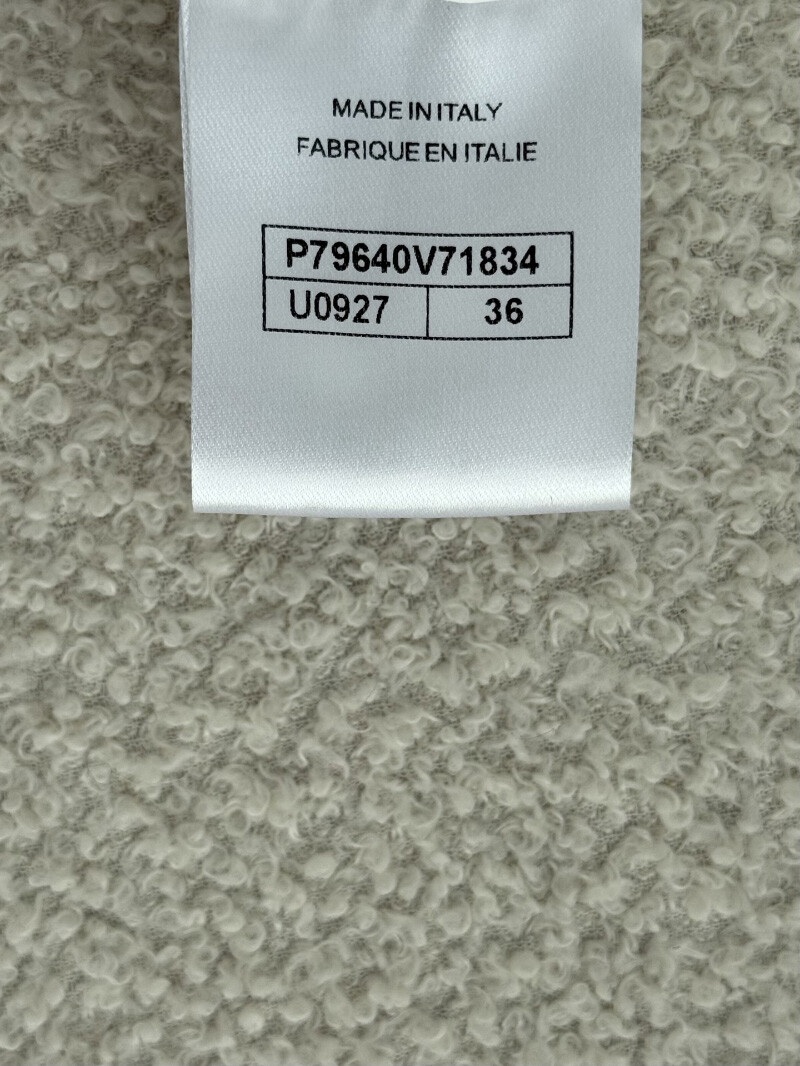 MADE IN ITALY
FABRIQUE EN ITALIE
P79640V71834
U0927 36